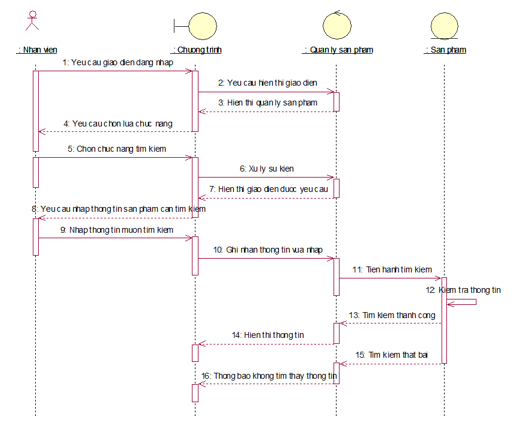 : Nhan vien
: Chuong trinh
: Quan ly san pham
: San pham
1: Yeu cau giao dien dang nhap
2: Yeu cau hien thi giao dien
3: Hien thi quan ly san pham
4: Yeu cau chon lua chuc nang
5: Chon chuc nang tim kiem
6: Xu ly su kien
7: Hien thi giao dien duoc yeu cau
8: Yeu cau nhap thong tin san pham can tim kiem
9: Nhap thong tin muon tim kiem
10: Ghi nhan thong tin vua nhap
11: Tien hanh tim kiem
12: Kiem tra thong tin
13: Tim kiem thanh cong
14: Hien thi thong tin
15: Tim kiem that bai
16: Thong bao khong tim thay thong tin